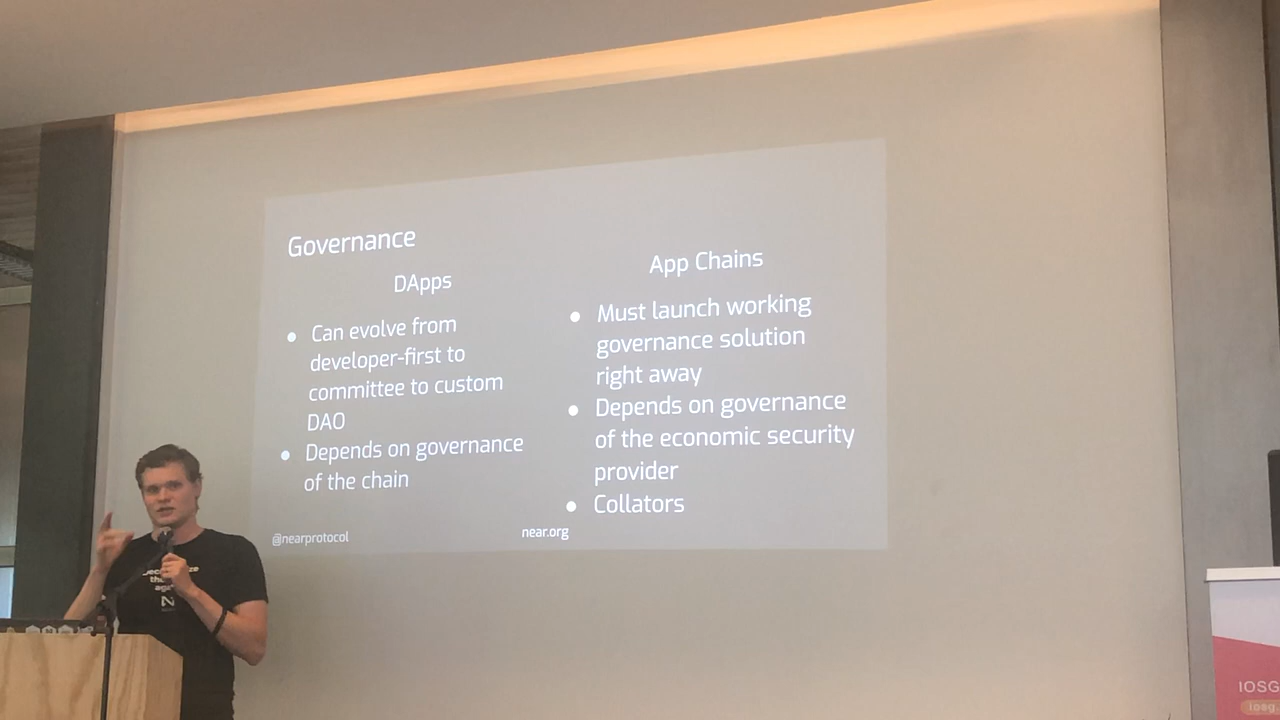 Governance
DApps
Can evolve from
developer-first to
committee to custom
DAO
Depends on governance
of the chain
App Chains
Must launch working
governance solution
right away
Depends on governance
of the economic security
provider
Collators
@nearprotocol
near.org
IOSG
iosg.